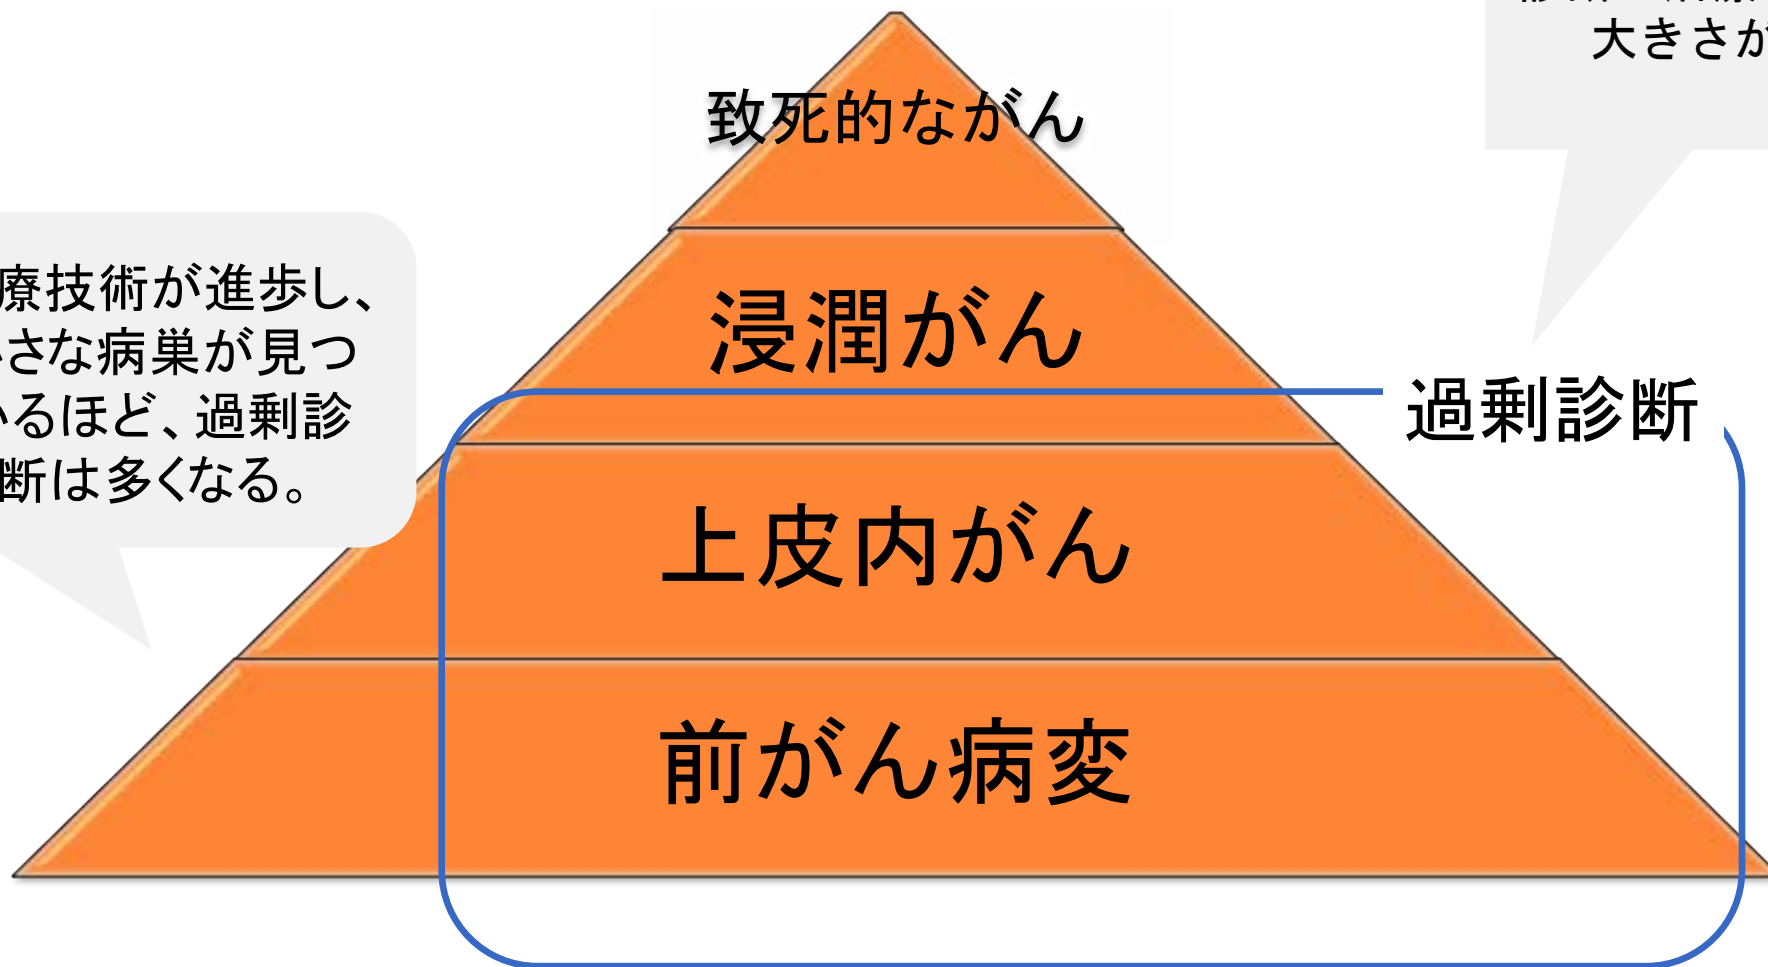 大きさが
致死的ながん
療技術が進歩し、
さな病巣が見つ
いるほど、過剰診
断は多くなる。
浸潤がん
過剰診断
上皮内がん
前がん病変